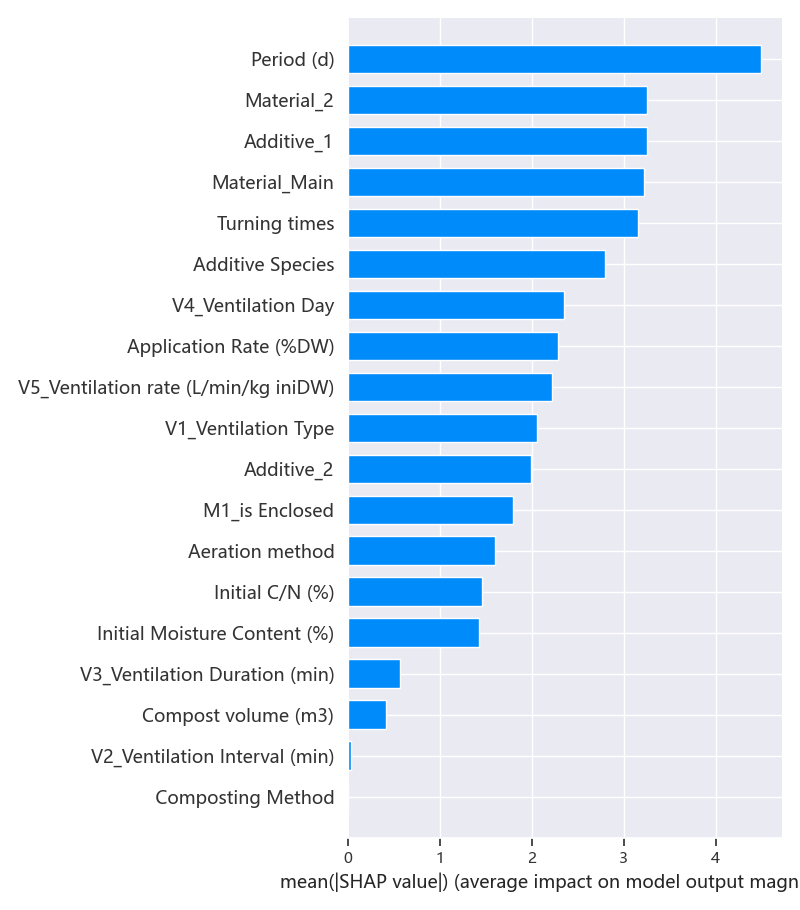 Period (d)
Material_2
Additive_1
Material_Main
Turning times
Additive Species
V4_Ventilation Day
Application Rate (%DW)
V5_Ventilation rate (L/min/kg iniDW)
V1_Ventilation Type
Additive_2
M1_is Enclosed
Aeration method
Initial C/N (%)
Initial Moisture Content (%)
V3_Ventilation Duration (min)
Compost volume (m3)
V2_Ventilation Interval (min)
Composting Method
0 1 2 3 4
mean(|SHAP value|) (average impact on model output magn